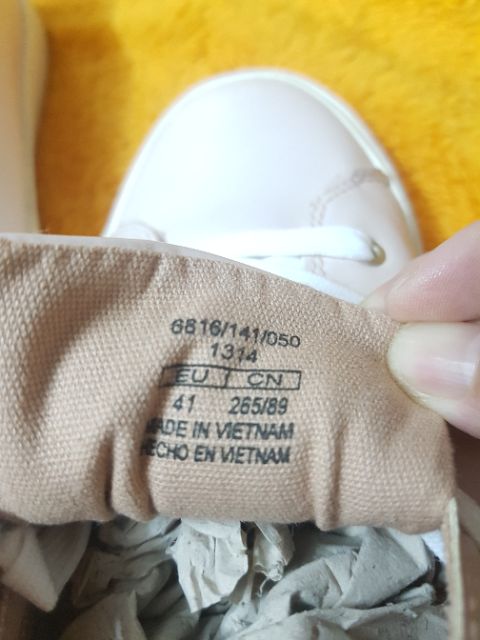 6816/141/050
1314
EU CN
41 265/89
MADE IN VIETNAM
HECHO EN VIETNAM